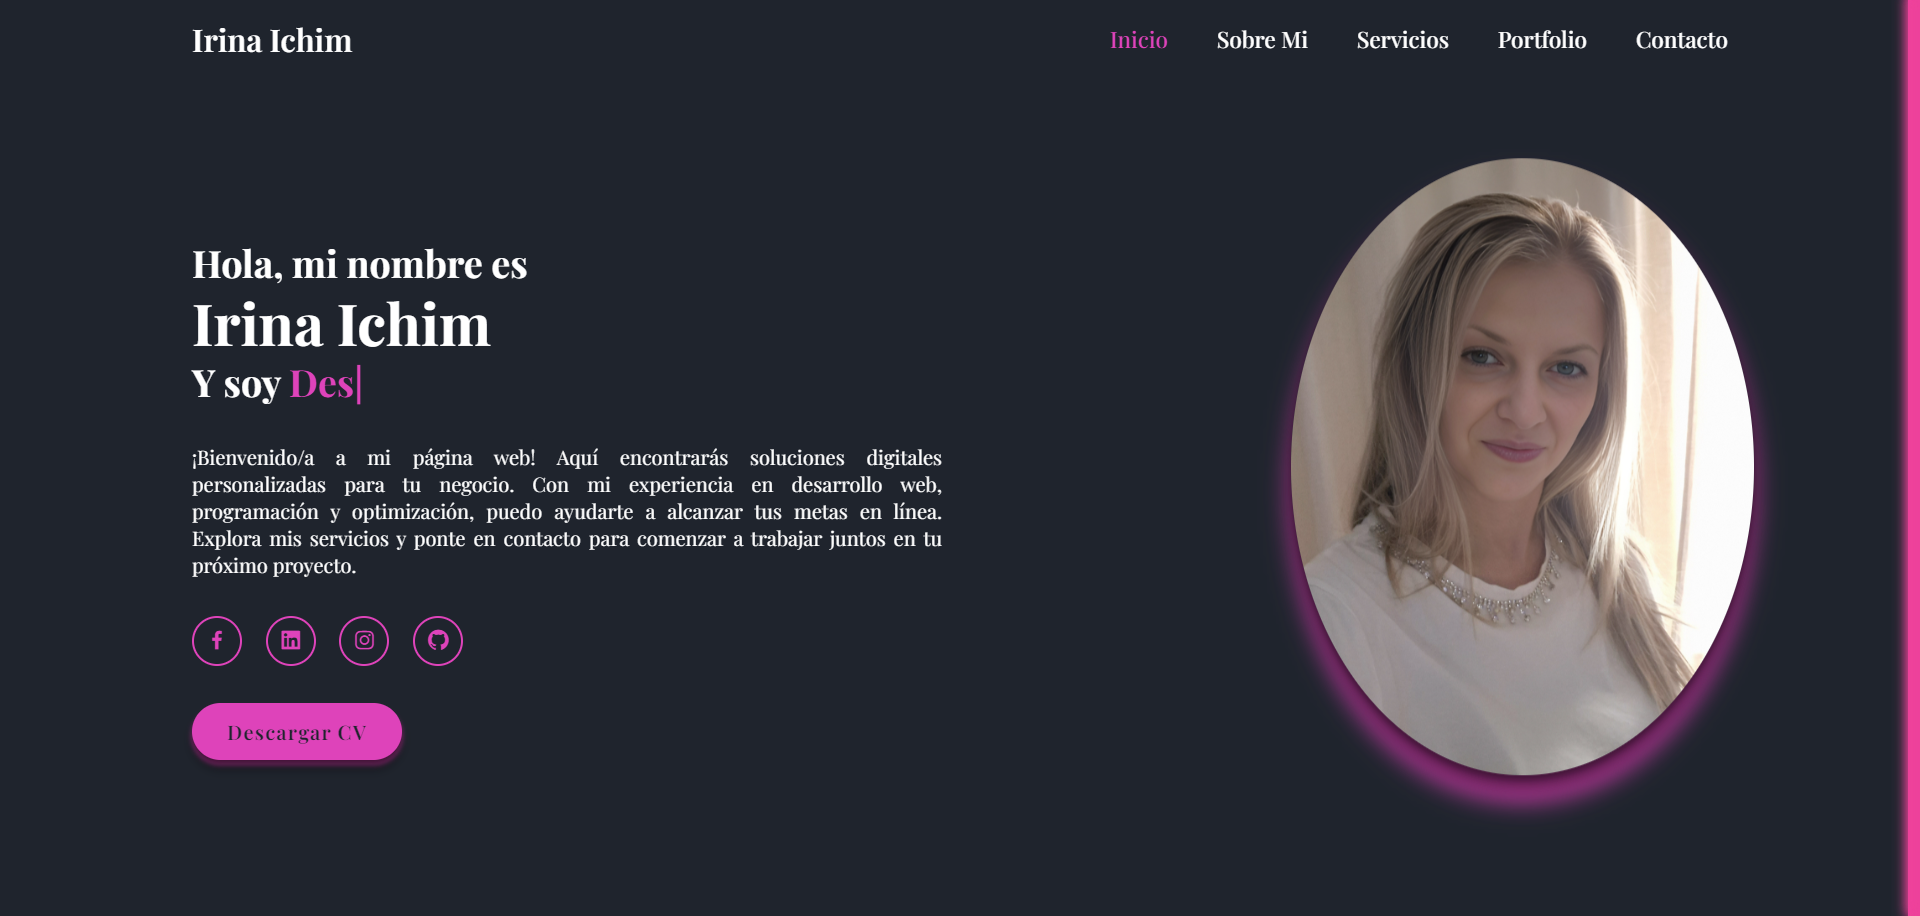 Irina Ichim
Inicio Sobre Mi Servicios Portfolio Contacto
Hola, mi nombre es
Irina Ichim
Y soy Des|
¡Bienvenido/a a mi página web! Aquí encontrarás soluciones digitales
personalizadas para tu negocio. Con mi experiencia en desarrollo web,
programación y optimización, puedo ayudarte a alcanzar tus metas en línea.
Explora mis servicios y ponte en contacto para comenzar a trabajar juntos en tu
próximo proyecto.
Descargar CV